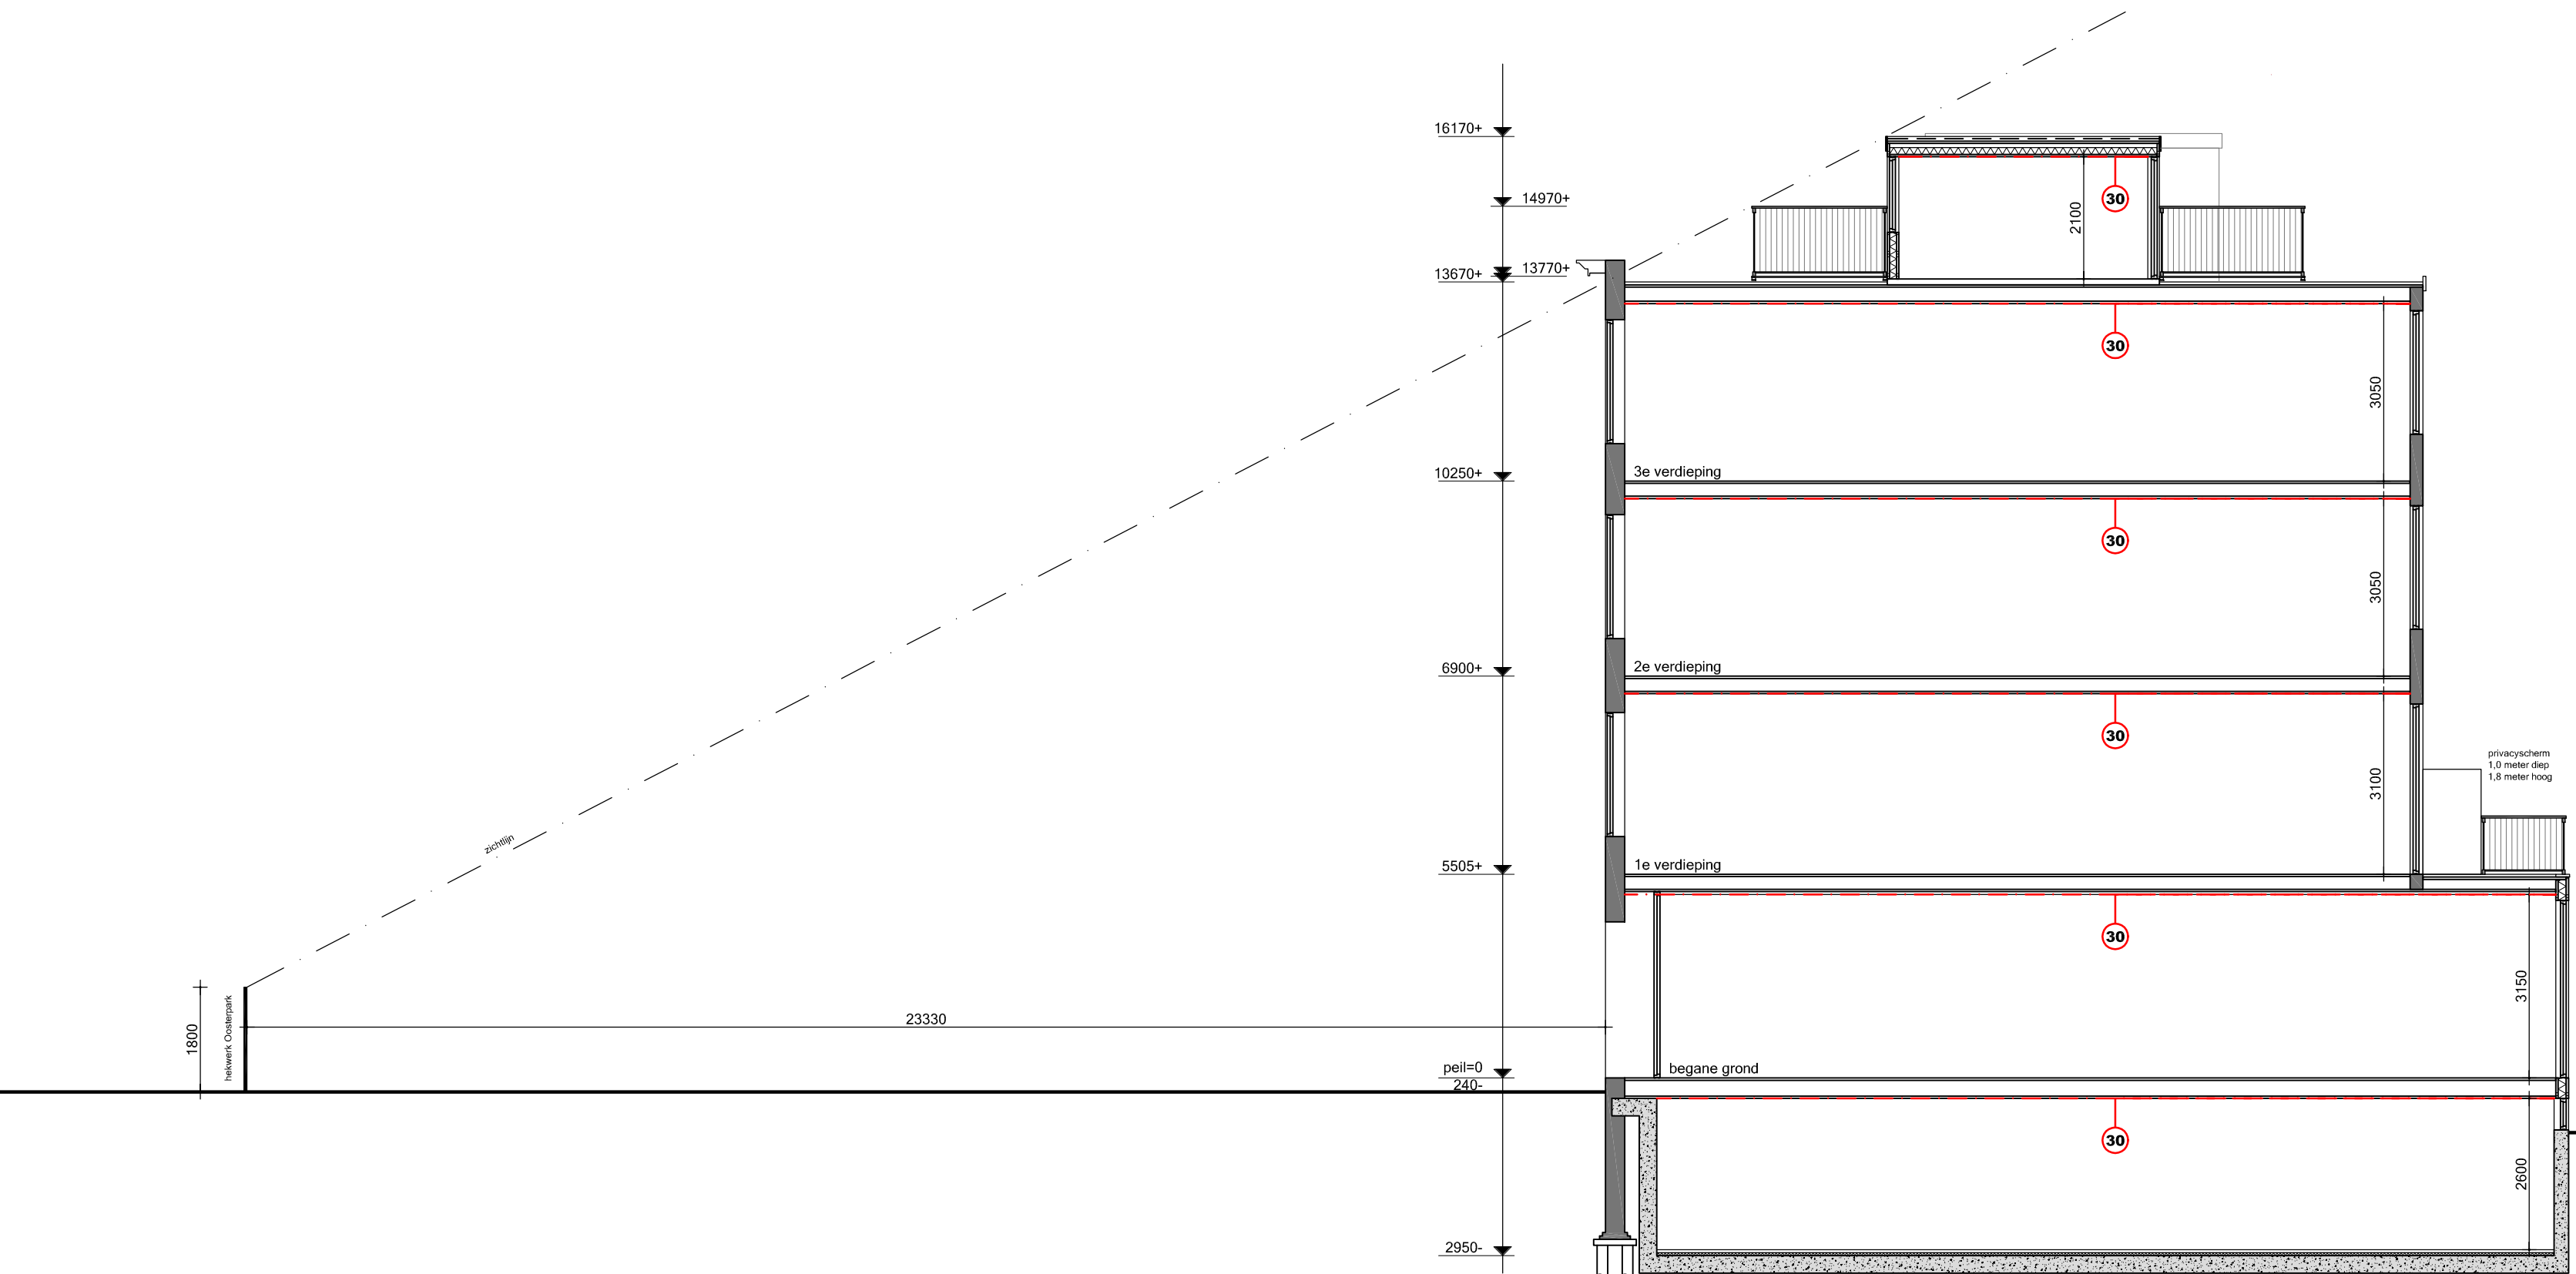 16170+
14970+
30
2100
13670+
13770+
30
3050
10250+
3e verdieping
30
3050
6900+
2e verdieping
30
privacyscherm
1,0 meter diep
1,8 meter hoog
3100
zichtlijn
5505+
1e verdieping
30
3150
hekwerk Oosterpark
1800
23330
peil=0
240-
begane grond
30
2600
2950-